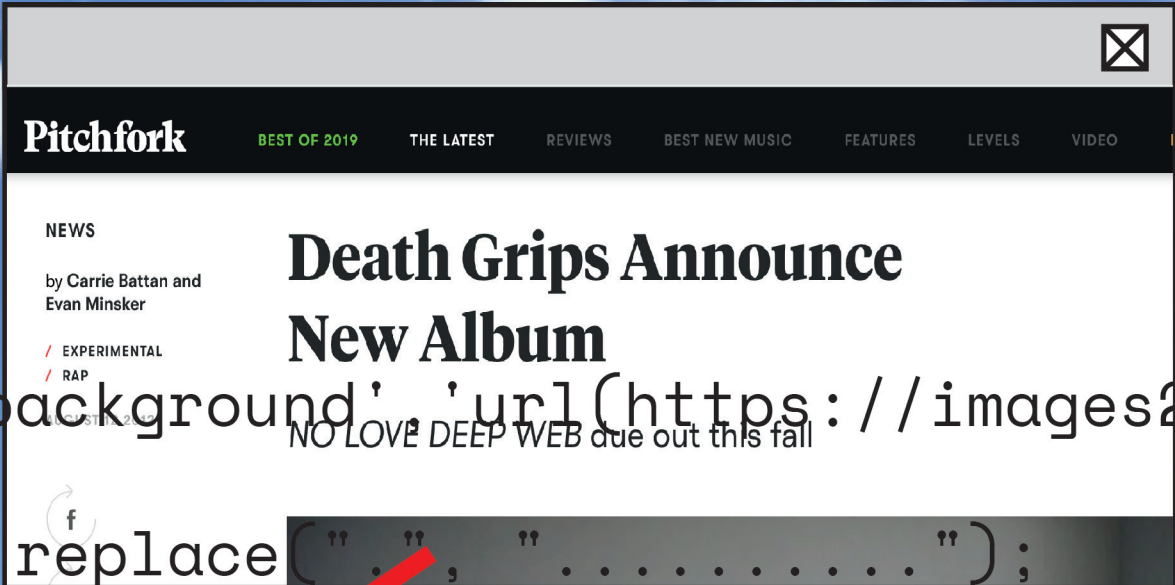 Pitchfork
BEST OF 2019 THE LATEST REVIEWS BEST NEW MUSIC FEATURES LEVELS VIDEO
NEWS
by Carrie Battan and
Evan Minsker
/ EXPERIMENTAL
/ RAP
Death Grips Announce
New Album
NO LOVE DEEP WEB due out this fall
background','url(https://images2
f
replace(".", "..........");